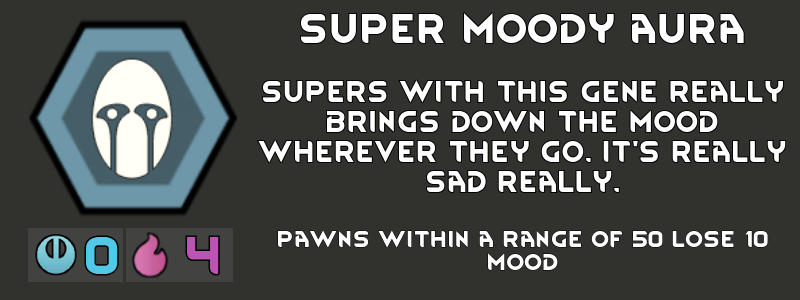 SUPER MOODY AURA
SUPERS WITH THIS GENE REALLY
BRINGS DOWN THE MOOD
WHEREVER THEY GO. IT'S REALLY
SAD REALLY.
PAWNS WITHIN A RANGE OF 50 LOSE 10
MOOD
0 4